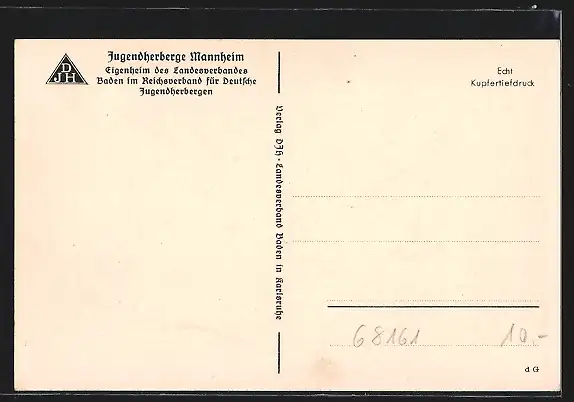 DJH
Jugendherberge Mannheim
Eigenheim des Landesverbandes
Baden im Reichsverband für Deutsche
Jugendherbergen
Verlag DJH · Landesverband Baden in Karlsruhe
Echt
Kupfertiefdruck
68161 10.-
d G